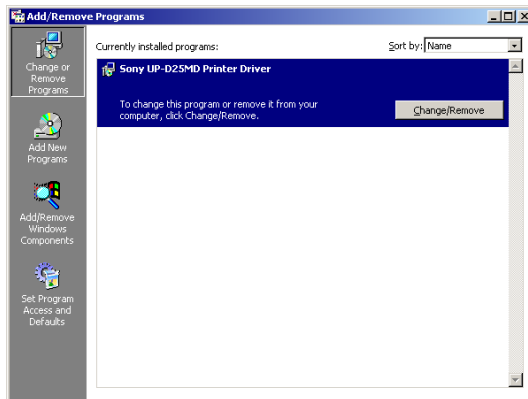 Add/Remove Programs
Change or
Remove
Programs
Add New
Programs
Add/Remove
Windows
Components
Set Program
Access and
Defaults
Currently installed programs:
Sort by: Name
Sony UP-D25MD Printer Driver
To change this program or remove it from your
computer, click Change/Remove.
Change/Remove